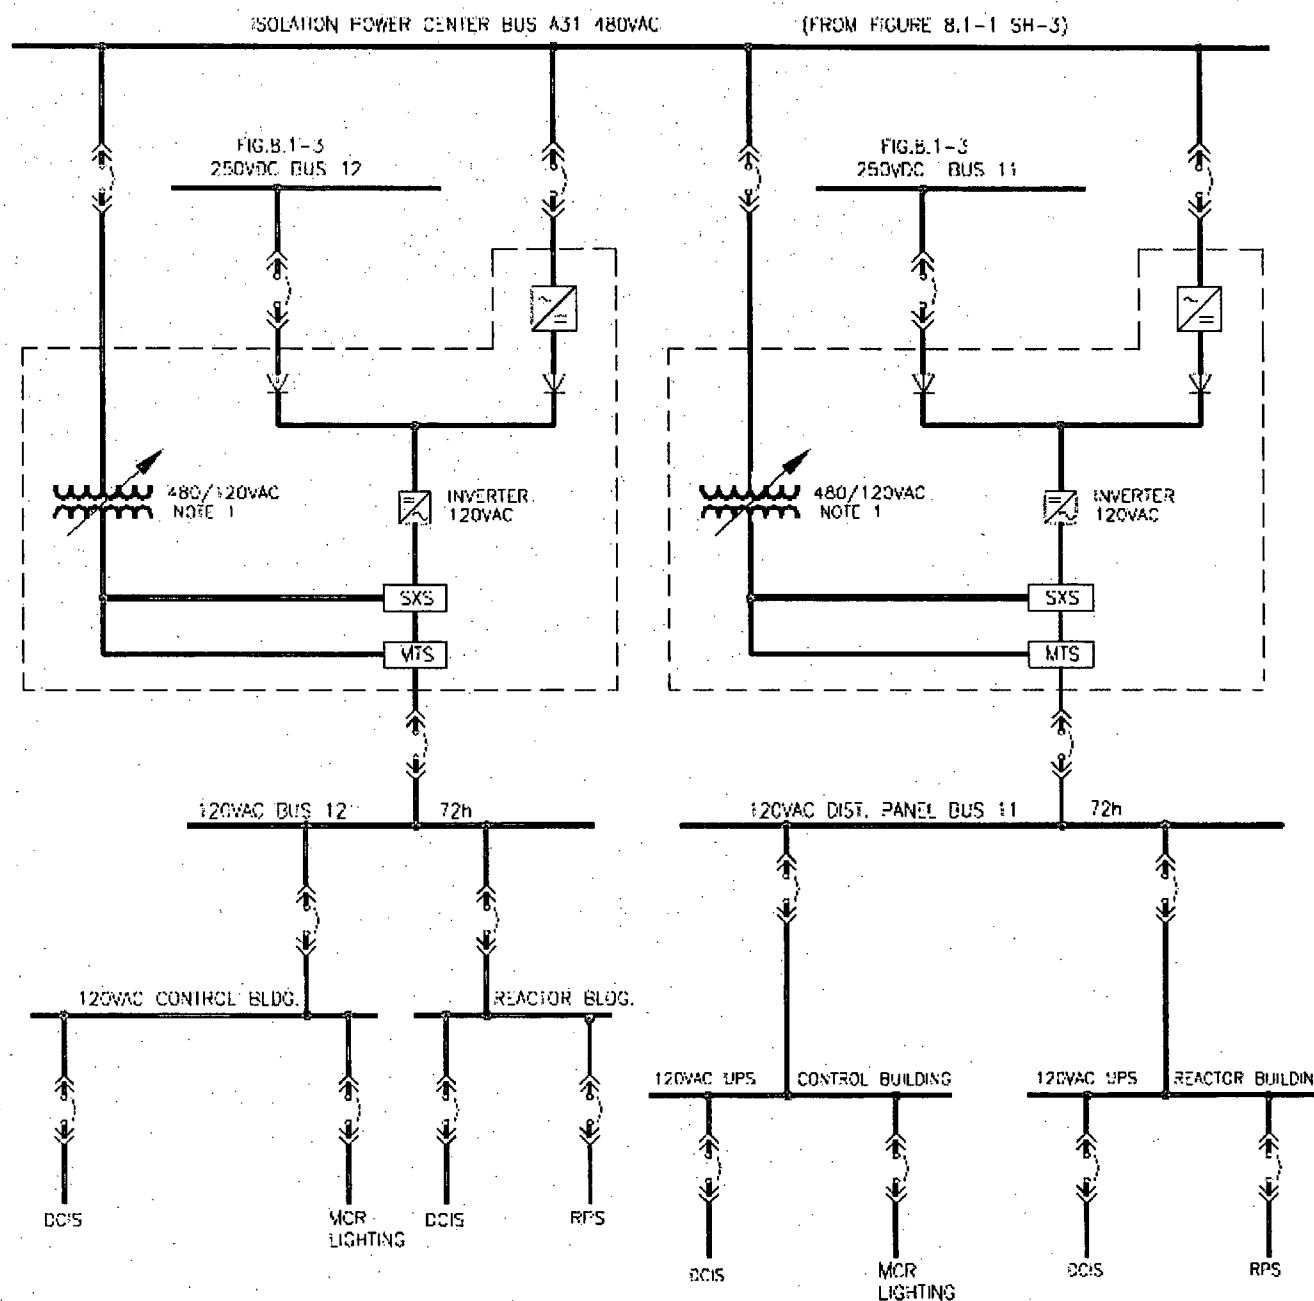 ISOLATION POWER CENTER BUS A31 480VAC (FROM FIGURE 8.1-1 SH-3)
FIG.8.1-3
250VDC BUS 12
FIG.8.1-3
250VDC BUS 11
480/120VAC
NOTE 1
INVERTER
120VAC
480/120VAC
NOTE 1
INVERTER
120VAC
SXS
SXS
MTS
MTS
120VAC BUS 12 72h
120VAC DIST. PANEL BUS 11 72h
120VAC CONTROL BLDG.
REACTOR BLDG.
120VAC UPS CONTROL BUILDING
120VAC UPS REACTOR BUILDIN
DCIS
MCR
LIGHTING
DCIS
RPS
DCIS
MCR
LIGHTING
DCIS
RPS